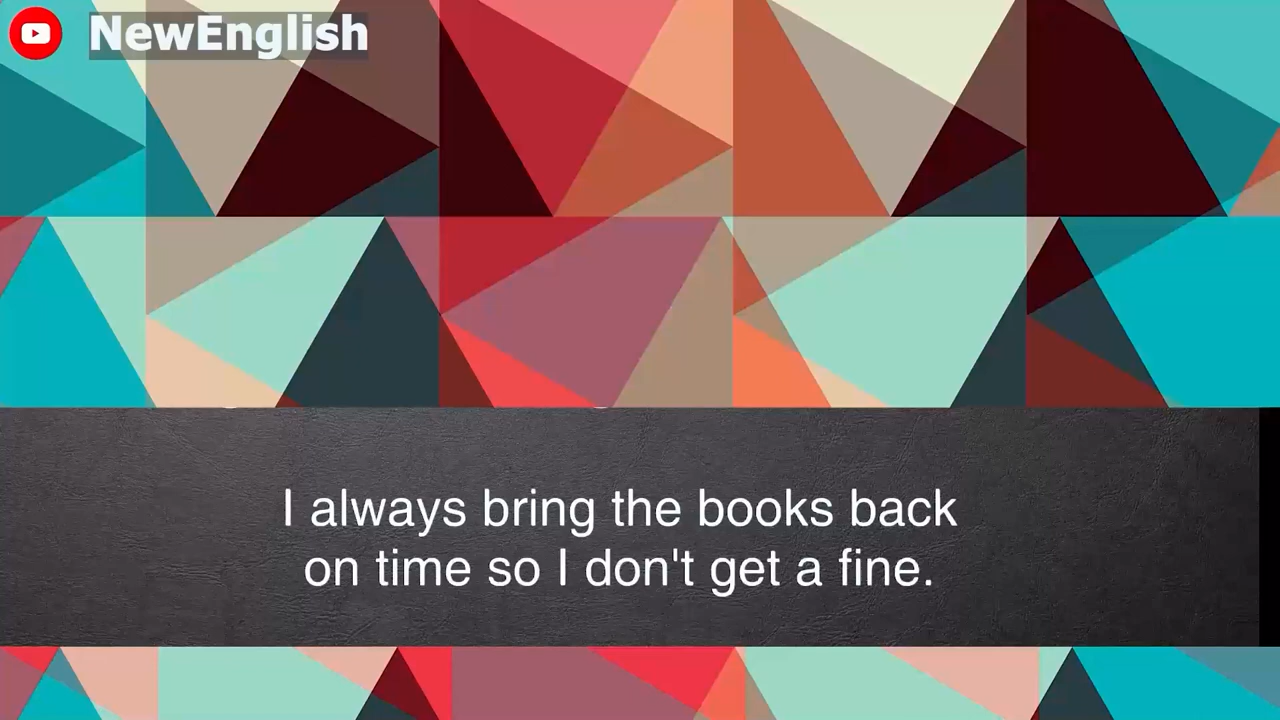 NewEnglish
I always bring the books back
on time so I don't get a fine.